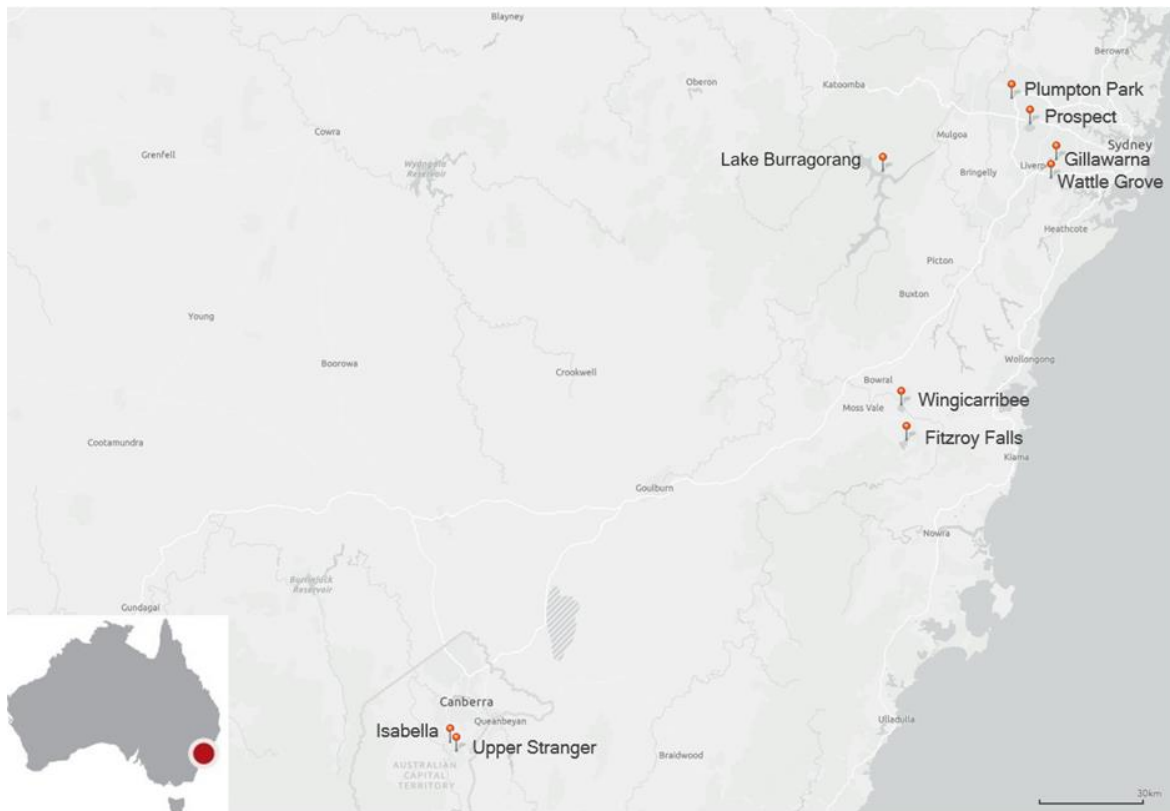 Blayney
Berowra
Oberon
Katoomba
Plumpton Park
Prospect
Cowra
Mulgoa
Sydney
Grenfell
Lake Burragorang
Wyangala
Reservoir
Bringelly
Liverp
Gillawarna
Wattle Grove
Heathcote
Picton
Buxton
Young
Boorowa
Crookwell
Wollongong
Bowral
Moss Vale
Wingicarribee
Cootamundra
Fitzroy Falls
Kiama
Goulburn
Nowra
Burrinjuck
Reservoir
Gundagai
Canberra
Queanbeyan
Isabella
Upper Stranger
Ulladulla
Braidwood
AUSTRALIAN
CAPITAL
TERRITORY
30km